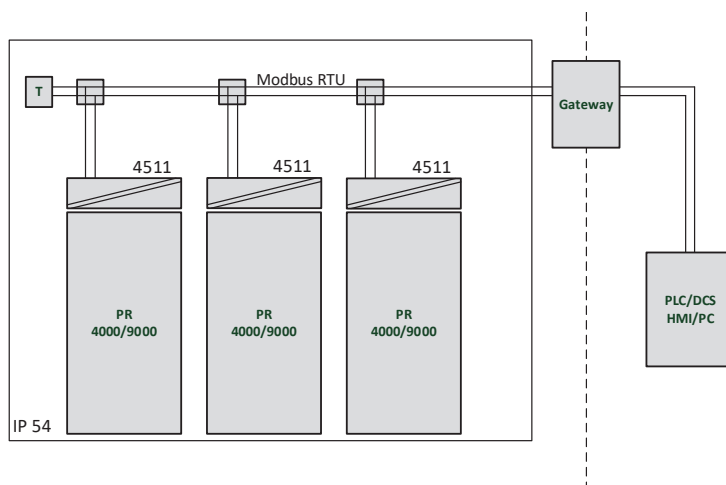 Modbus RTU
T
Gateway
4511
4511
4511
PR
4000/9000
PR
4000/9000
PR
4000/9000
PLC/DCS
HMI/PC
IP 54